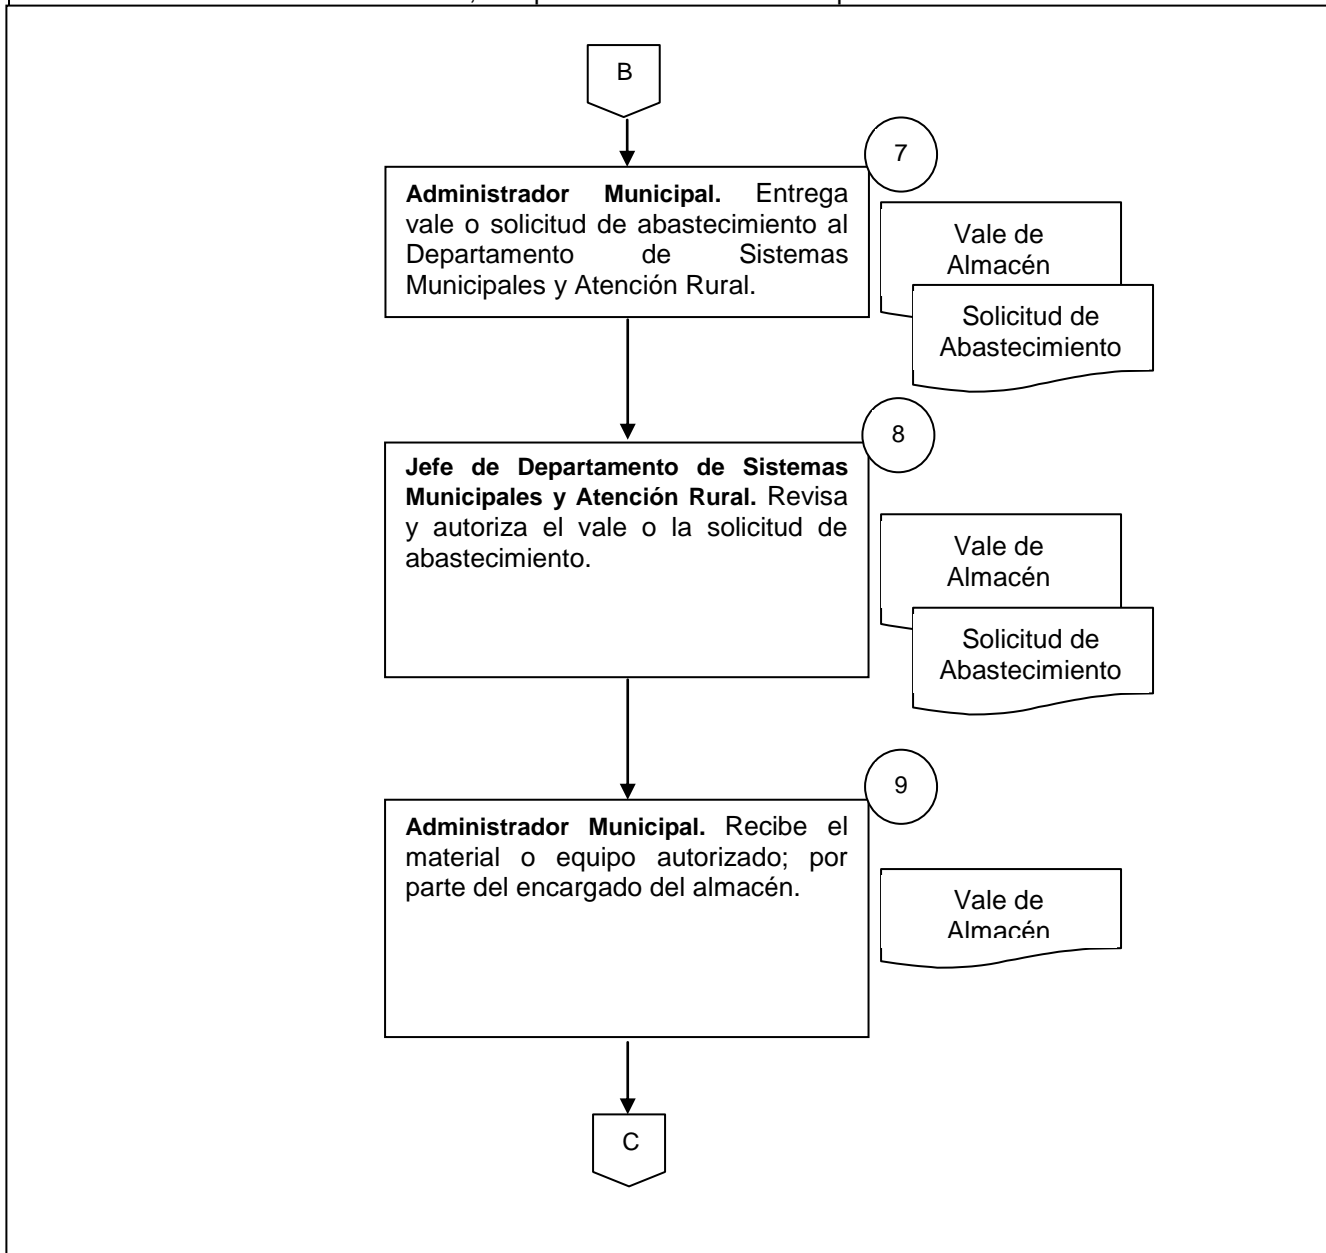 B
7
Administrador Municipal. Entrega
vale o solicitud de abastecimiento al
Departamento de Sistemas
Municipales y Atención Rural.
Vale de
Almacén
Solicitud de
Abastecimiento
8
Jefe de Departamento de Sistemas
Municipales y Atención Rural. Revisa
y autoriza el vale o la solicitud de
abastecimiento.
Vale de
Almacén
Solicitud de
Abastecimiento
9
Administrador Municipal. Recibe el
material o equipo autorizado; por
parte del encargado del almacén.
Vale de
Almacén
C